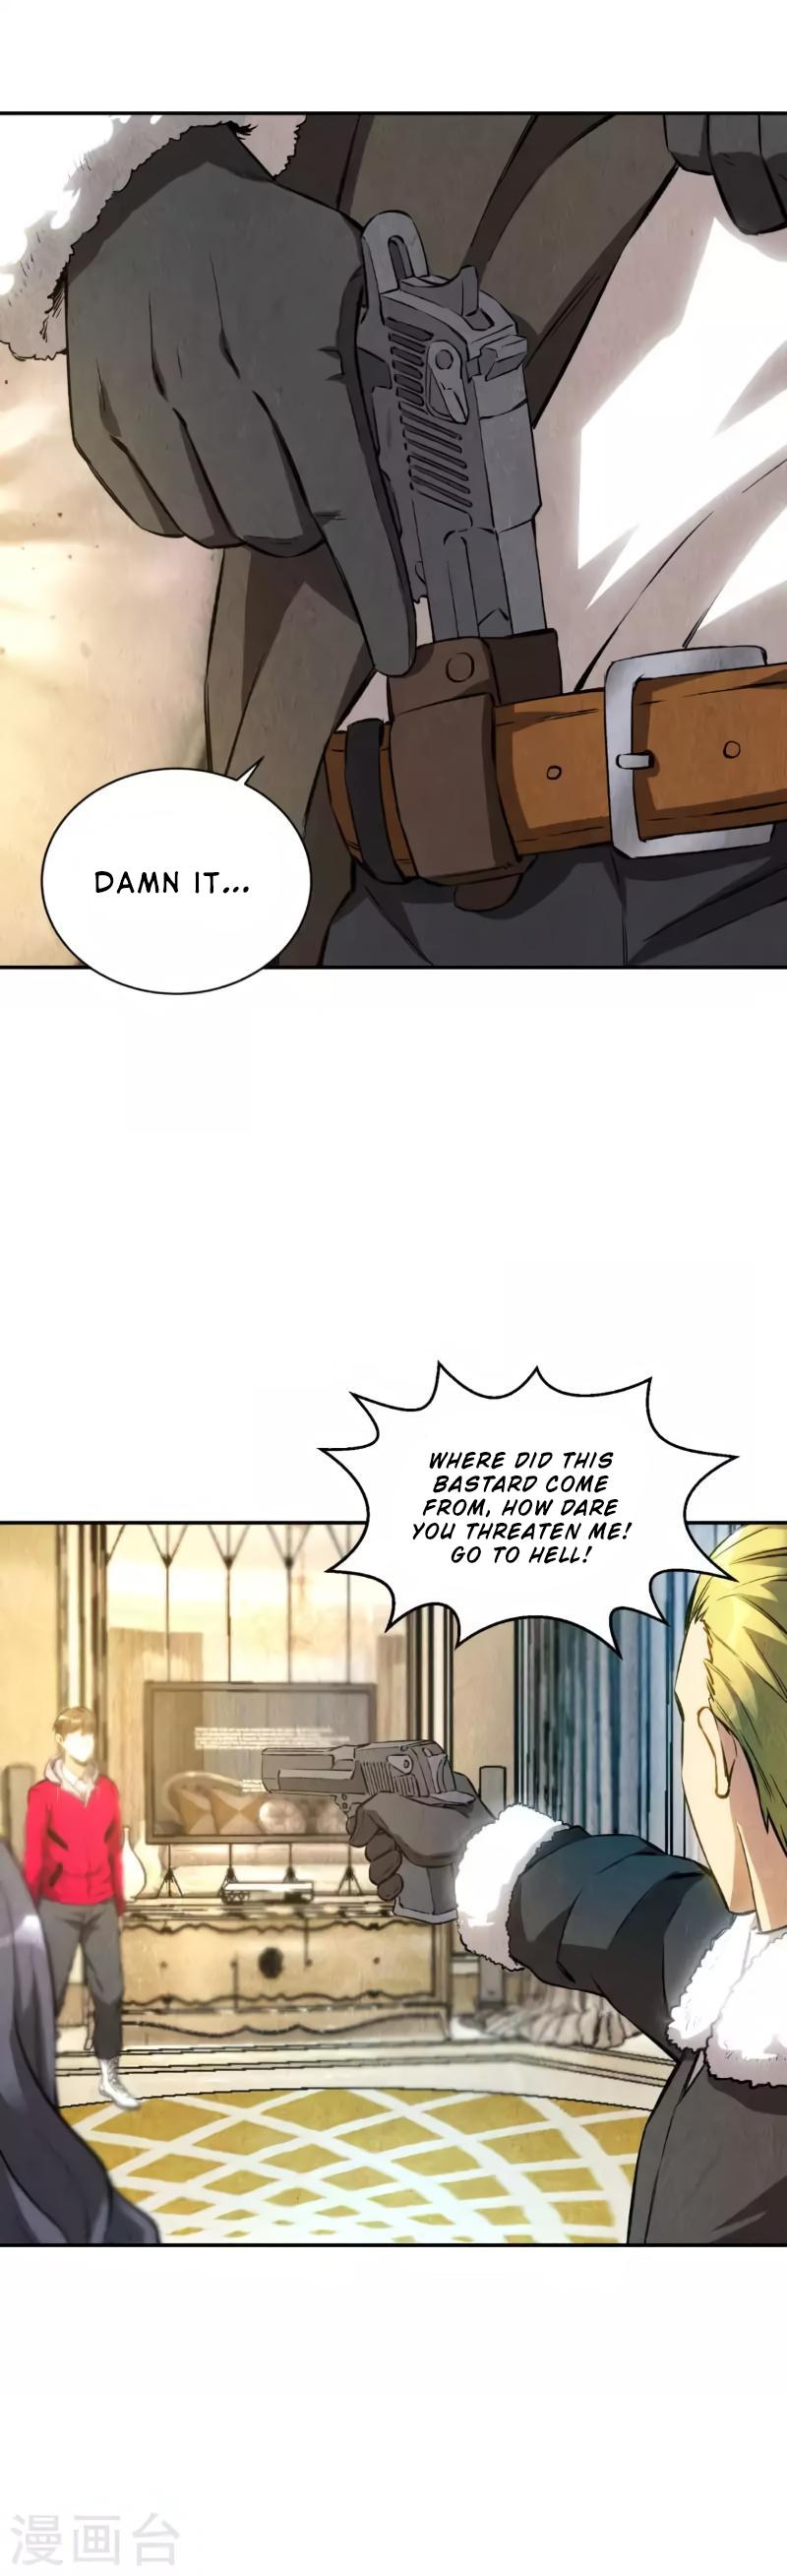 DAMN IT...
WHERE DID THIS
BASTARD COME
FROM, HOW DARE
YOU THREATEN ME!
GO TO HELL!
漫画台